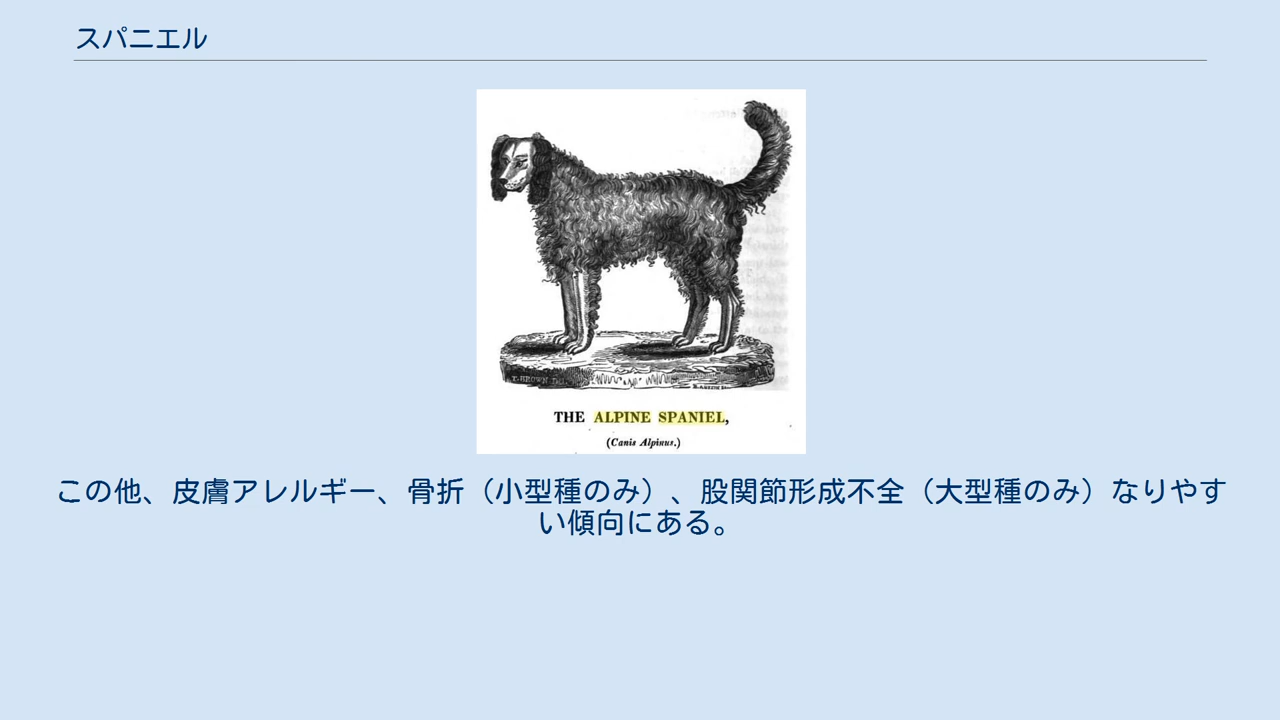 スパニエル
THE ALPINE SPANIEL,
(Canis Alpinus.)
この他、皮膚アレルギー、骨折（小型種のみ）、股関節形成不全（大型種のみ）なりやす
い傾向にある。